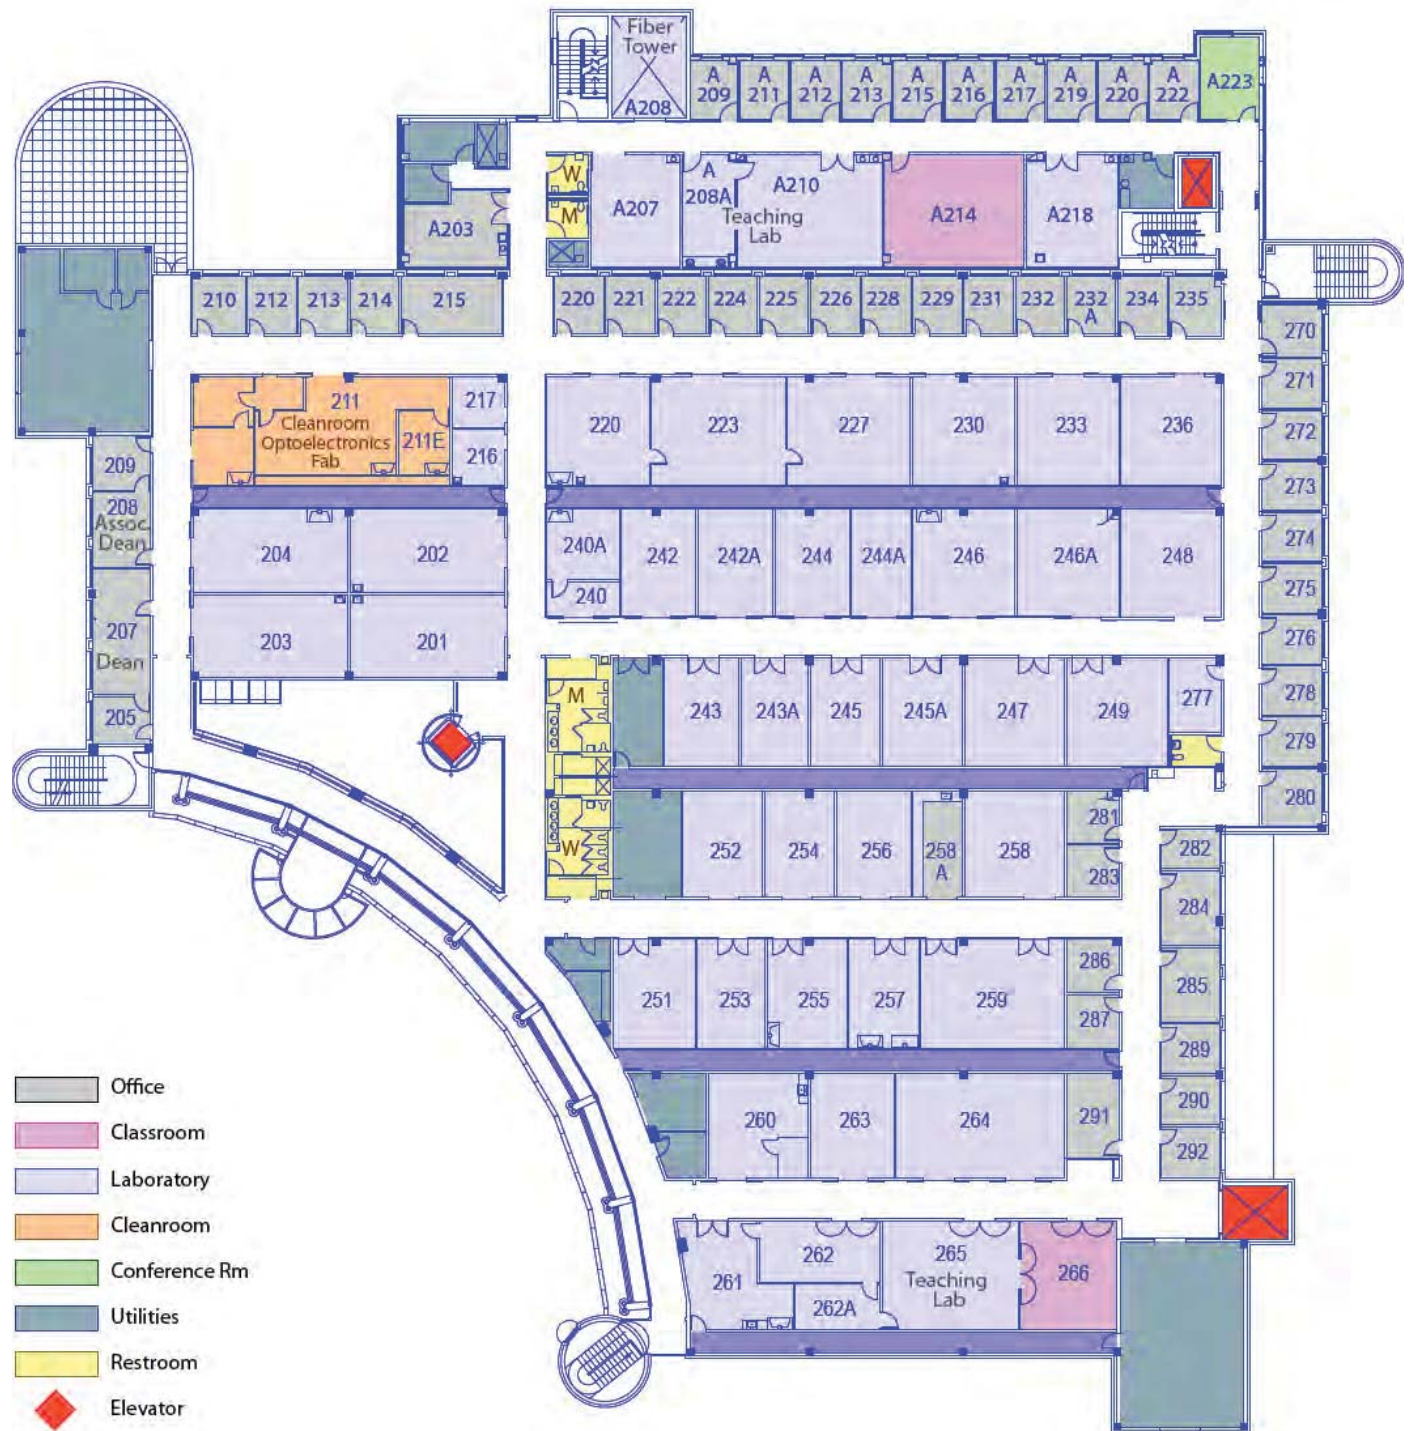 Fiber
Tower
A208
A
209
A
211
A
212
A
213
A
215
A
216
A
217
A
219
A
220
A
222
A223
W
M
A203
A207
A
208A
A210
Teaching
Lab
A214
A218
210
212
213
214
215
220
221
222
224
225
226
228
229
231
232
232
A
234
235
270
271
272
273
274
275
276
278
279
280
211
Cleanroom
Optoelectronics
Fab
211E
217
216
220
223
227
230
233
236
209
208
Assoc.
Dean
207
Dean
205
204
202
203
201
240A
240
242
242A
244
244A
246
246A
248
M
243
243A
245
245A
247
249
277
W
252
254
256
258
A
258
281
283
282
284
285
289
290
292
251
253
255
257
259
286
287
260
263
264
291
261
262
262A
265
Teaching
Lab
266
Office
Classroom
Laboratory
Cleanroom
Conference Rm
Utilities
Restroom
Elevator